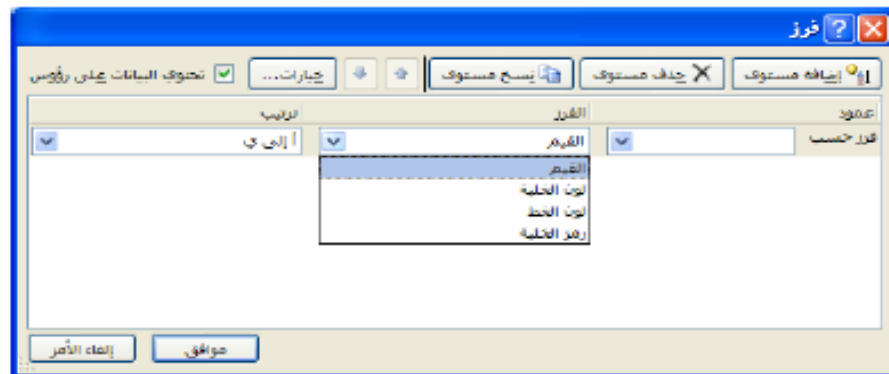 فرز
إضافة مستوى حذف مستوى نسخ مستوى خيارات... تحتوي البيانات على رؤوس
عمود الفرز ترتيب
فرز حسب القيم أ إلى ي
القيم
لون الخلية
لون الخط
رمز الخلية
موافق إلغاء الأمر